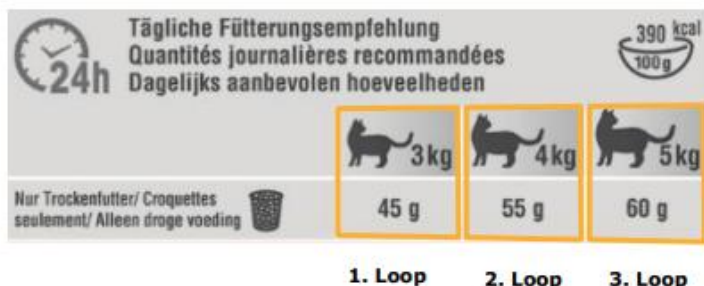 Tägliche Fütterungsempfehlung
Quantités journalières recommandées
Dagelijks aanbevolen hoeveelheden
24h
390 kcal
100g
3kg 4kg 5kg
Nur Trockenfutter/ Croquettes
seulement/ Alleen droge voeding
45 g 55 g 60 g
1. Loop 2. Loop 3. Loop